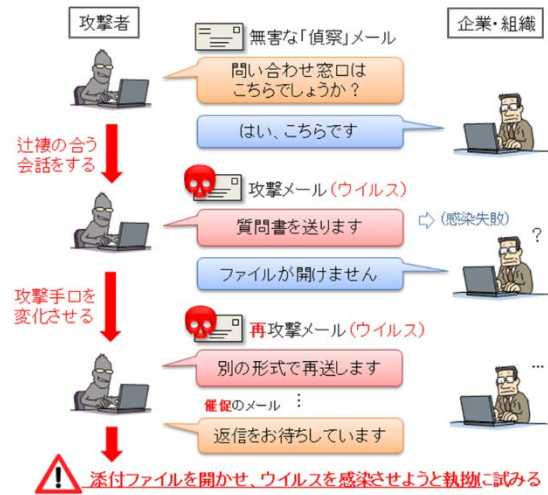 攻撃者
企業・組織
無害な「偵察」メール
問い合わせ窓口は
こちらでしょうか？
はい、こちらです
辻褄の合う
会話をする
攻撃メール（ウイルス）
質問書を送ります
（感染失敗）
?
ファイルが開けません
攻撃手口を
変化させる
再攻撃メール（ウイルス）
別の形式で再送します
…
催促のメール
⋮
返信をお待ちしています
添付ファイルを開かせ、ウイルスを感染させようと執拗に試みる